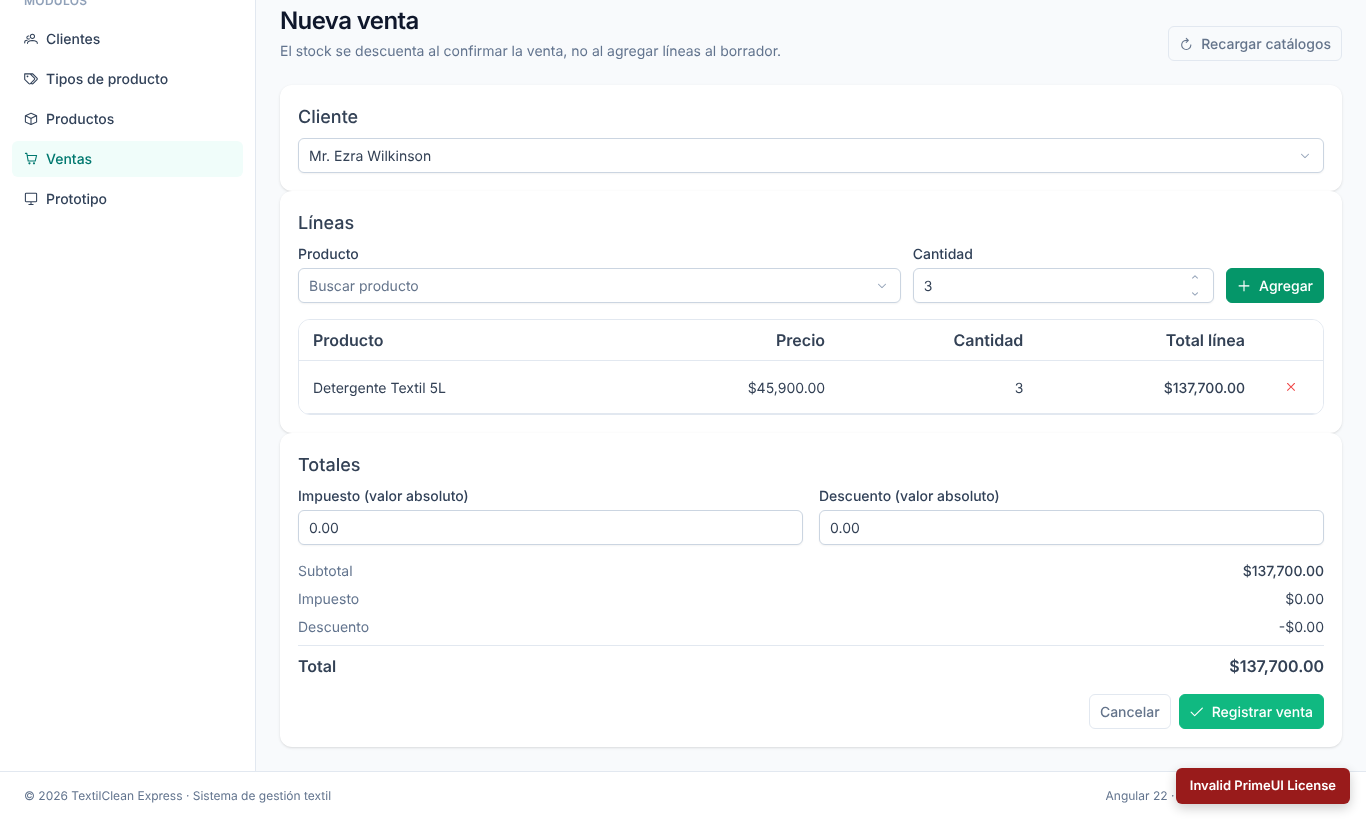 MÓDULOS
Clientes
Tipos de producto
Productos
Ventas
Prototipo
Nueva venta
El stock se descuenta al confirmar la venta, no al agregar líneas al borrador.
Recargar catálogos
Cliente
Mr. Ezra Wilkinson
Líneas
Producto Cantidad
Buscar producto 3 Agregar
Producto Precio Cantidad Total línea
Detergente Textil 5L $45,900.00 3 $137,700.00
Totales
Impuesto (valor absoluto) Descuento (valor absoluto)
0.00 0.00
Subtotal $137,700.00
Impuesto $0.00
Descuento -$0.00
Total $137,700.00
Cancelar Registrar venta
© 2026 TextilClean Express · Sistema de gestión textil Angular 22 ·
Invalid PrimeUI License